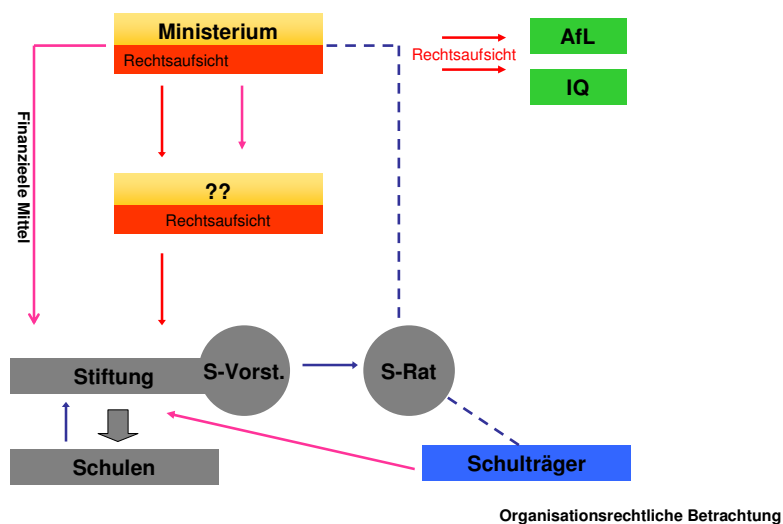 Ministerium
Rechtsaufsicht
Rechtsaufsicht
AfL
IQ
Finanzieele Mittel
??
Rechtsaufsicht
Stiftung
S-Vorst.
S-Rat
Schulen
Schulträger
Organisationsrechtliche Betrachtung